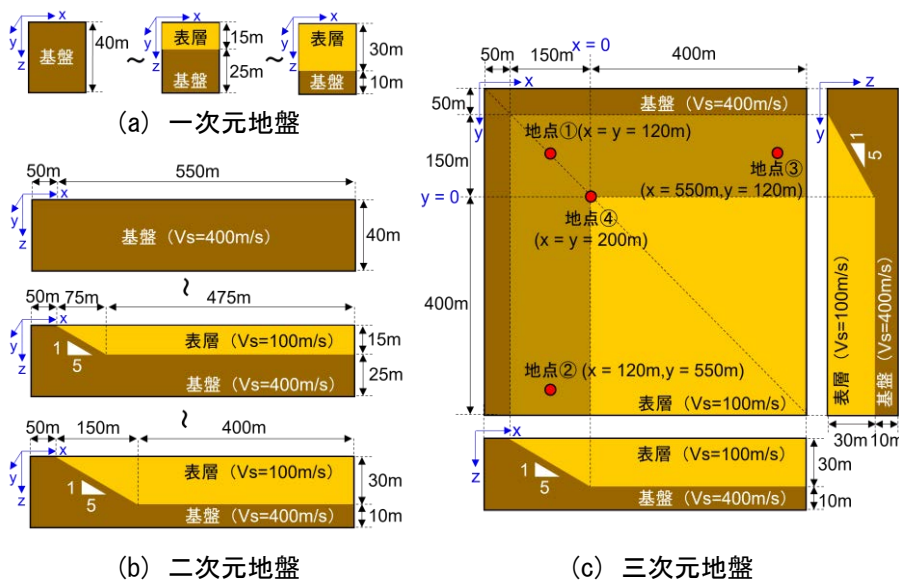 x
y
z
基盤
40m
~
x
y
z
表層
基盤
15m
25m
~
x
y
z
表層
基盤
30m
10m
(a) 一次元地盤
50m
550m
x
y
z
基盤 (Vs=400m/s)
40m
~
50m
75m
475m
x
y
z
表層 (Vs=100m/s)
1
5
基盤 (Vs=400m/s)
15m
25m
~
50m
150m
400m
x
y
z
表層 (Vs=100m/s)
1
5
基盤 (Vs=400m/s)
30m
10m
(b) 二次元地盤
x = 0
50m
150m
400m
x
y
50m
150m
y = 0
400m
基盤 (Vs=400m/s)
地点① (x = y = 120m)
地点③
(x = 550m,y = 120m)
地点④
(x = y = 200m)
地点② (x = 120m,y = 550m)
表層 (Vs=100m/s)
z
y
1
5
表層 (Vs=100m/s)
基盤 (Vs=400m/s)
30m
10m
x
z
表層 (Vs=100m/s)
1
5
基盤 (Vs=400m/s)
30m
10m
(c) 三次元地盤